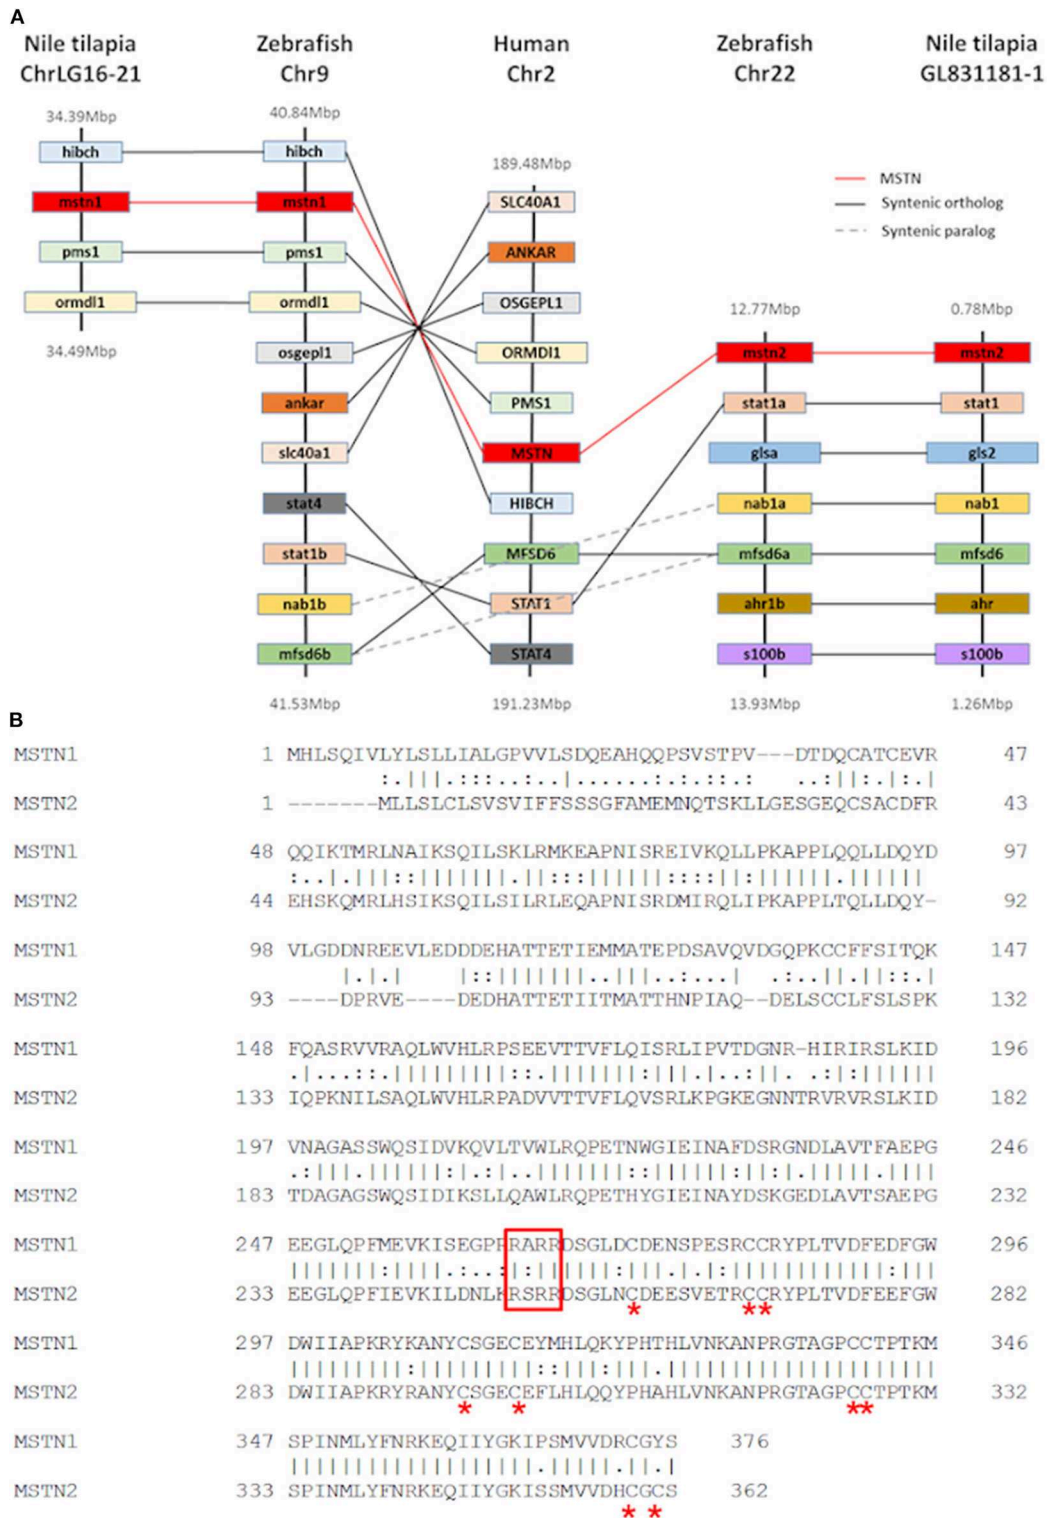 A
Nile tilapia
ChrLG16-21
Zebrafish
Chr9
Human
Chr2
Zebrafish
Chr22
Nile tilapia
GL831181-1
34.39Mbp
40.84Mbp
hibch
hibch
189.48Mbp
mstn1
mstn1
SLC40A1
MSTN
Syntenic ortholog
Syntenic paralog
pms1
pms1
ANKAR
ormdl1
ormdl1
OSGEPL1
12.77Mbp
0.78Mbp
34.49Mbp
osgepl1
ORMDl1
mstn2
mstn2
ankar
PMS1
stat1a
stat1
slc40a1
MSTN
glsa
gls2
stat4
HIBCH
nab1a
nab1
stat1b
MFSD6
mfsd6a
mfsd6
nab1b
STAT1
ahr1b
ahr
mfsd6b
STAT4
s100b
s100b
41.53Mbp
191.23Mbp
13.93Mbp
1.26Mbp
B
MSTN1 1 MHLSQIVLYLSLLIALGPVVLSDQEAHQQPSVSTPV---DTDQCATCEVR 47
MSTN2 1 -------MLLSLCLSVSVIFFSSSSGFAMEMNQTSKLLGESGEQCSACDFR 43
MSTN1 48 QQIKTMRLNAIKSQILSKLRMKEAPNISREIVKQLLPKAPPLQQLLDQYD 97
MSTN2 44 EHSKQMRLHSIKSQILSILRLEQAPNISRDMIRQLIPKAPPLTQLLDQY- 92
MSTN1 98 VLGDDNREEVLEDDDEHATTETIEMMATEPDSAVQVDGQPKCCFFSITQK 147
MSTN2 93 ----DPRVE----DEDHATTETIITMATTHNPIAQ--DELSCCLFSLSPK 132
MSTN1 148 FQASRVVRAQLWVHLRPSEEVTTVFLQISRLIPVTDGNR-HIRIRSLKID 196
MSTN2 133 IQPKNILSAQLWVHLRPADVVTTVFLQVSRLKPGKEGNNTRVRVRSLKID 182
MSTN1 197 VNAGASSWQSIDVKQVLTVWLRQPETNWGIEINAFDSRGNDLAVTFAEPG 246
MSTN2 183 TDAGAGSWQSIDIKSLLQAWLRQPETHYGIEINAYDSKGEDLAVTSAEPG 232
MSTN1 247 EEGLQPFMEVKISEGPRRARRDSGLDCDENSPESRCCRYPLTVDFEDFGW 296
MSTN2 233 EEGLQPFIEVKILDNLKRSRRDSGLNCDEESVETRCCRYPLTVDFEEFGW 282
* **
MSTN1 297 DWIIAPKRYKANYCSGECEYMHLQKYPHTHLVNKANPRGTAGPCCTPTKM 346
MSTN2 283 DWIIAPKRYRANYCSGECEFLHLQQYPHAHLVNKANPRGTAGPCCTPTKM 332
* * **
MSTN1 347 SPINMLYFNRKEQIIYGKIPSMVVDRCGYS 376
MSTN2 333 SPINMLYFNRKEQIIYGKISSMVVDHCGCS 362
* *